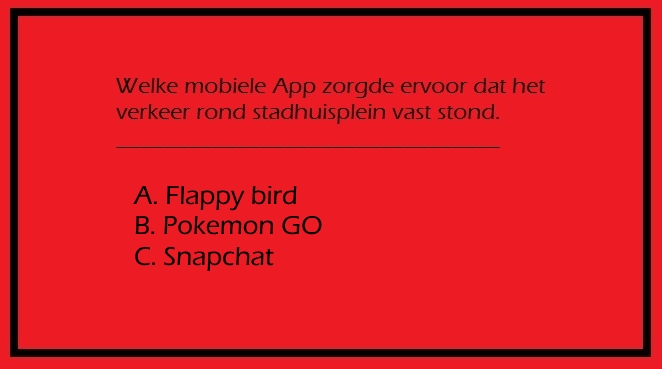 Welke mobiele App zorgde ervoor dat het
verkeer rond stadhuisplein vast stond.
A. Flappy bird
B. Pokemon GO
C. Snapchat